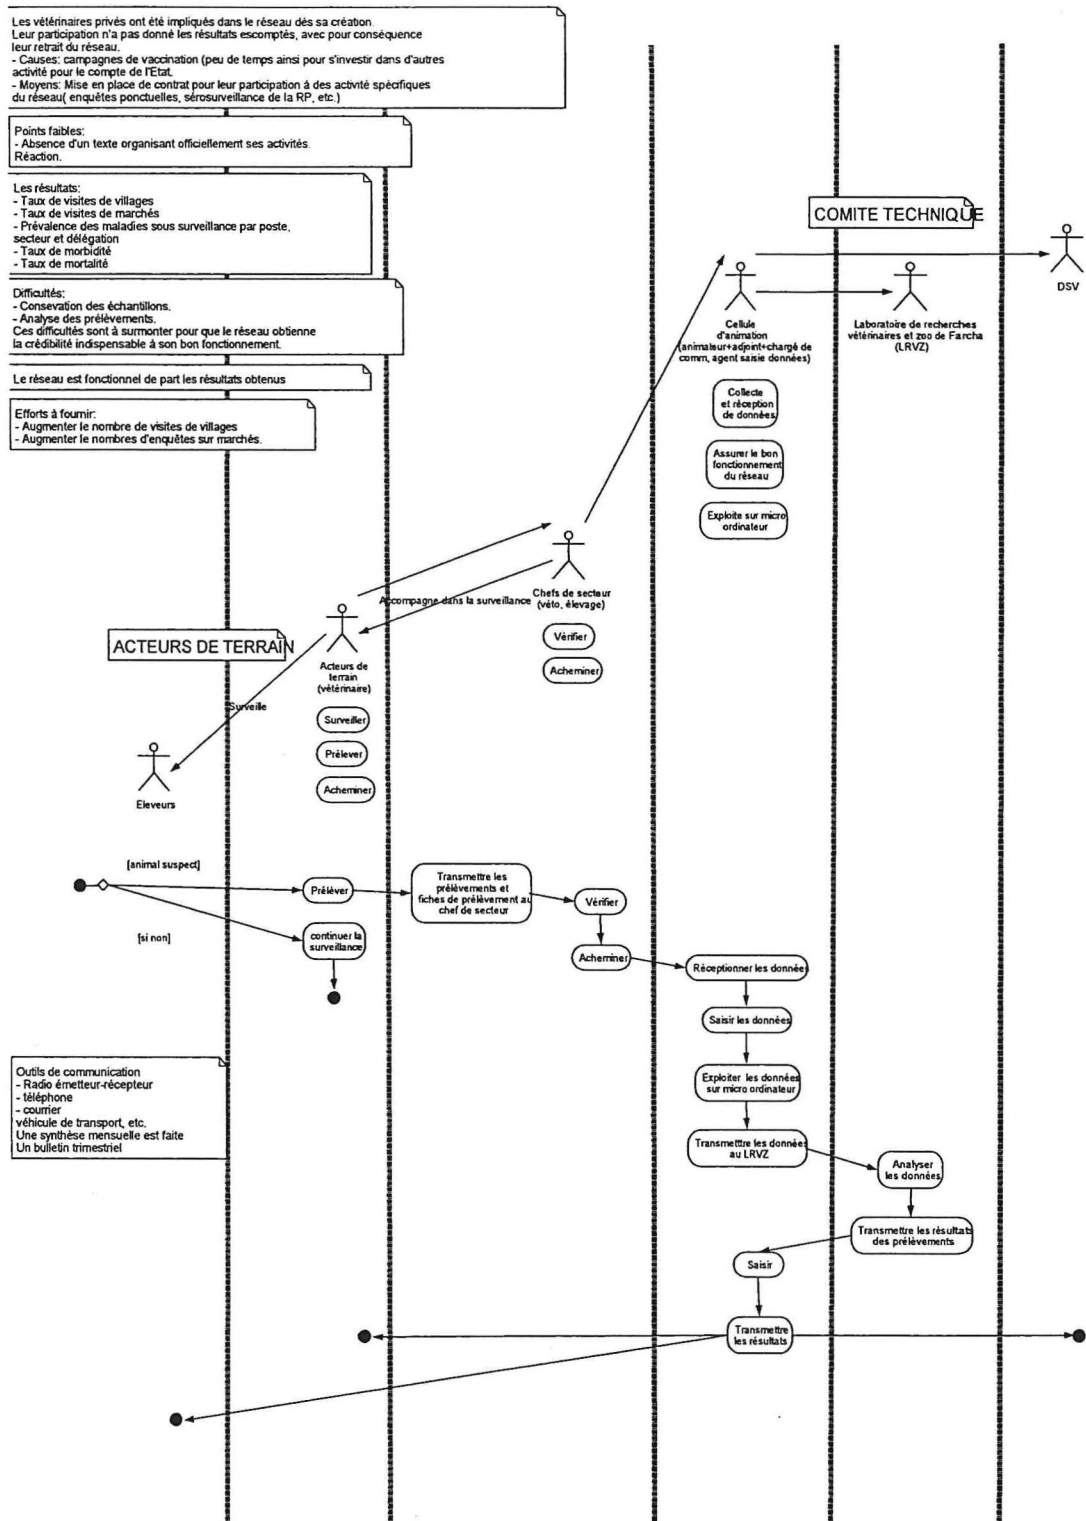 Les vétérinaires privés ont été impliqués dans le réseau dés sa création.
Leur participation n'a pas donné les résultats escomptés, avec pour conséquence
leur retrait du réseau.
- Causes: campagnes de vaccination (peu de temps ainsi pour s'investir dans d'autres
activité pour le compte de l'Etat.
- Moyens: Mise en place de contrat pour leur participation à des activité spécifiques
du réseau( enquêtes ponctuelles, sérosurveillance de la RP, etc.)
Points faibles:
- Absence d'un texte organisant officiellement ses activités.
Réaction.
Les résultats:
- Taux de visites de villages
- Taux de visites de marchés
- Prévalence des maladies sous surveillance par poste,
secteur et délégation
- Taux de morbidité
- Taux de mortalité
Difficultés:
- Consevation des échantillons.
- Analyse des prélèvements.
Ces difficultés sont à surmonter pour que le réseau obtienne
la crédibilité indispensable à son bon fonctionnement.
Le réseau est fonctionnel de part les résultats obtenus
Efforts à fournir:
- Augmenter le nombre de visites de villages
- Augmenter le nombres d'enquêtes sur marchés.
COMITE TECHNIQUE
DSV
Cellule
d'animation
(animateur+adjoint+chargé de
comm, agent saisie données)
Laboratoire de recherches
vétérinaires et zoo de Farcha
(LRVZ)
Collecte
et réception
de données
Assurer le bon
fonctionnement
du réseau
Exploite sur micro
ordinateur
Accompagne dans la surveillance
Chefs de secteur
(véto, élevage)
Vérifier
Acheminer
ACTEURS DE TERRAIN
Acteurs de
terrain
(vétérinaire)
Surveille
Surveiller
Prélever
Acheminer
Eleveurs
[animal suspect]
[si non]
Préléver
continuer la
surveillance
Transmettre les
prélèvements et
fiches de prélèvement au
chef de secteur
Vérifier
Acheminer
Réceptionner les données
Saisir les données
Exploiter les données
sur micro ordinateur
Transmettre les données
au LRVZ
Analyser
les données
Transmettre les résultats
des prélèvements
Saisir
Transmettre
les résultats
Outils de communication
- Radio émetteur-récepteur
- téléphone
- courrier
véhicule de transport, etc.
Une synthèse mensuelle est faite
Un bulletin trimestriel